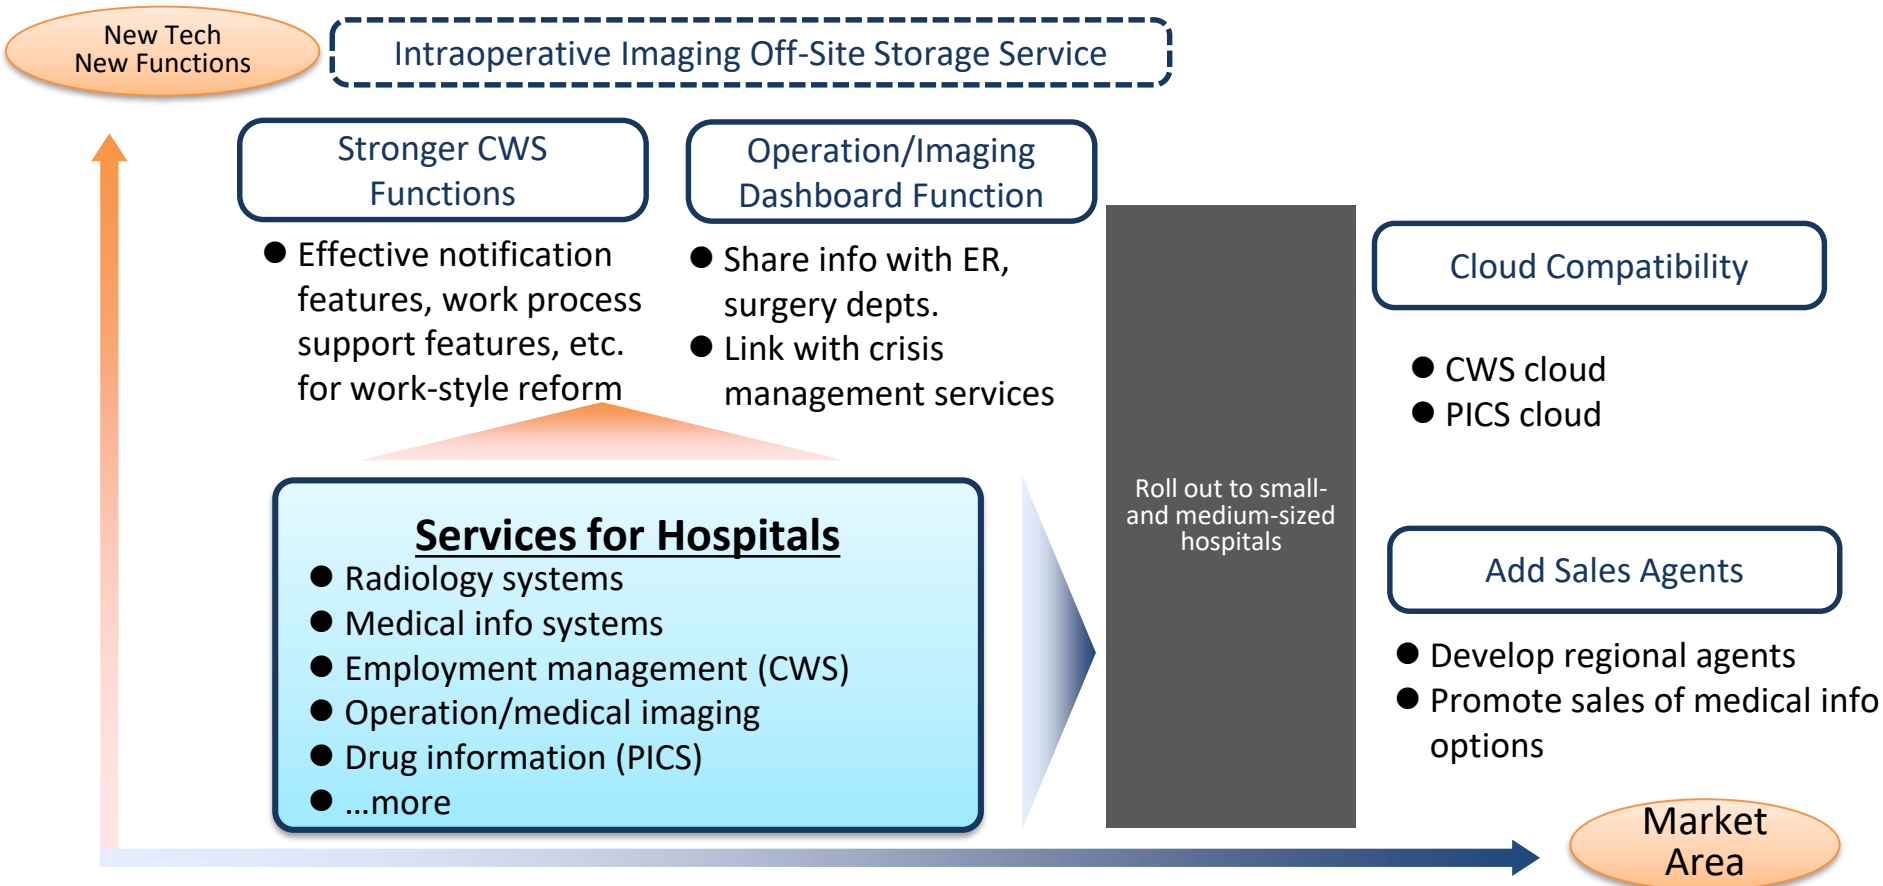 New Tech
New Functions
Intraoperative Imaging Off-Site Storage Service
Stronger CWS
Functions
● Effective notification
features, work process
support features, etc.
for work-style reform
Operation/Imaging
Dashboard Function
● Share info with ER,
surgery depts.
● Link with crisis
management services
Services for Hospitals
● Radiology systems
● Medical info systems
● Employment management (CWS)
● Operation/medical imaging
● Drug information (PICS)
● ...more
Roll out to small-
and medium-sized
hospitals
Cloud Compatibility
● CWS cloud
● PICS cloud
Add Sales Agents
● Develop regional agents
● Promote sales of medical info
options
Market
Area